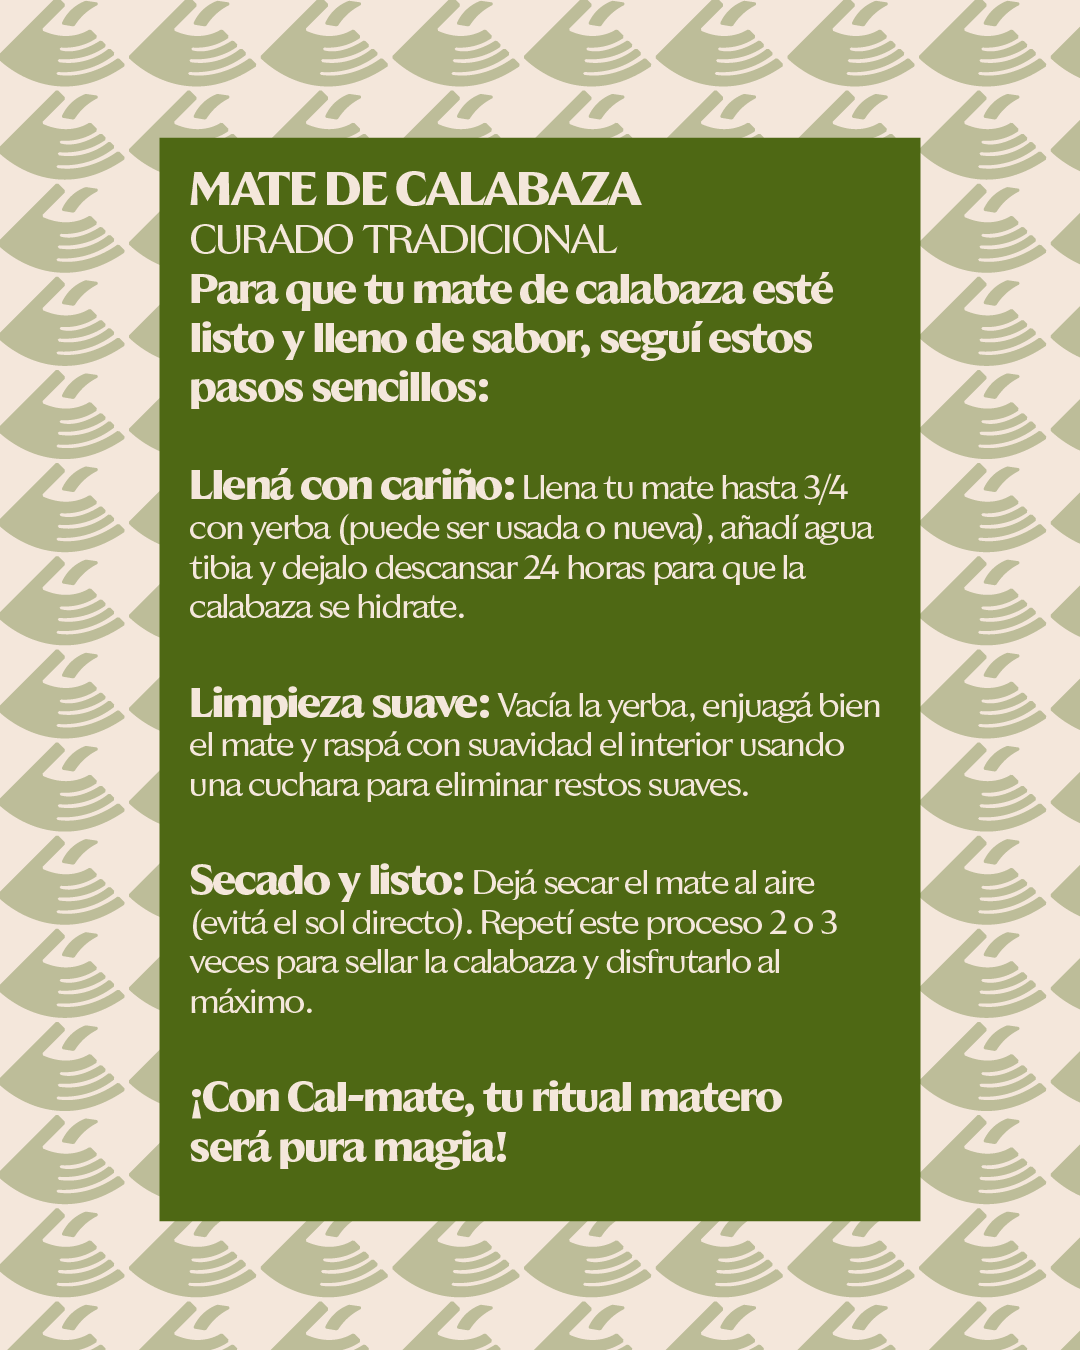 MATE DE CALABAZA
CURADO TRADICIONAL
Para que tu mate de calabaza esté
listo y lleno de sabor, seguí estos
pasos sencillos:
Llená con cariño: Llena tu mate hasta 3/4
con yerba (puede ser usada o nueva), añadí agua
tibia y dejalo descansar 24 horas para que la
calabaza se hidrate.
Limpieza suave: Vacía la yerba, enjuagá bien
el mate y raspá con suavidad el interior usando
una cuchara para eliminar restos suaves.
Secado y listo: Dejá secar el mate al aire
(evitá el sol directo). Repetí este proceso 2 o 3
veces para sellar la calabaza y disfrutarlo al
máximo.
¡Con Cal-mate, tu ritual matero
será pura magia!